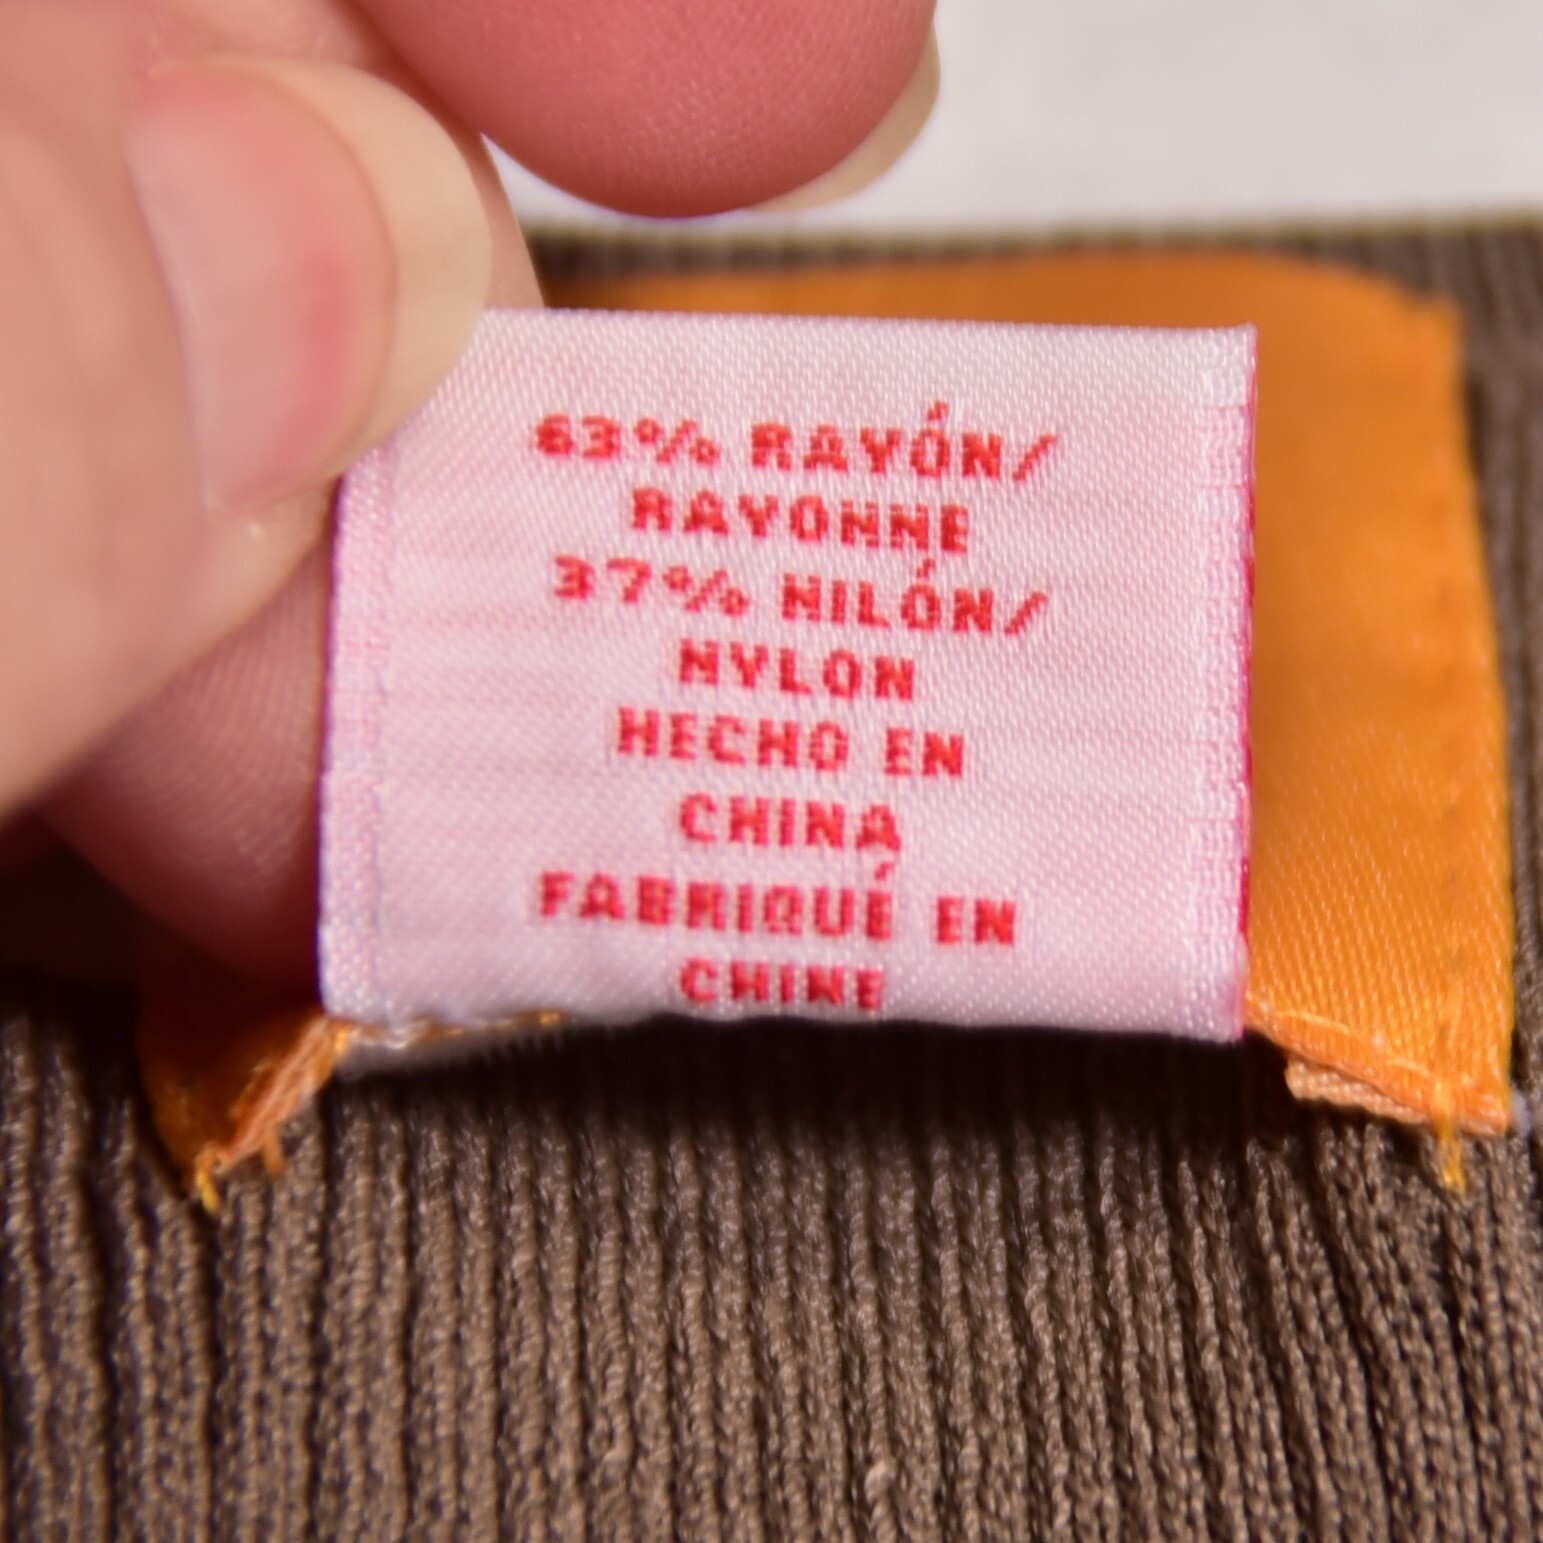 63% RAYÓN/
RAYONNE
37% NILÓN/
NYLON
HECHO EN
CHINA
FABRIQUÉ EN
CHINE